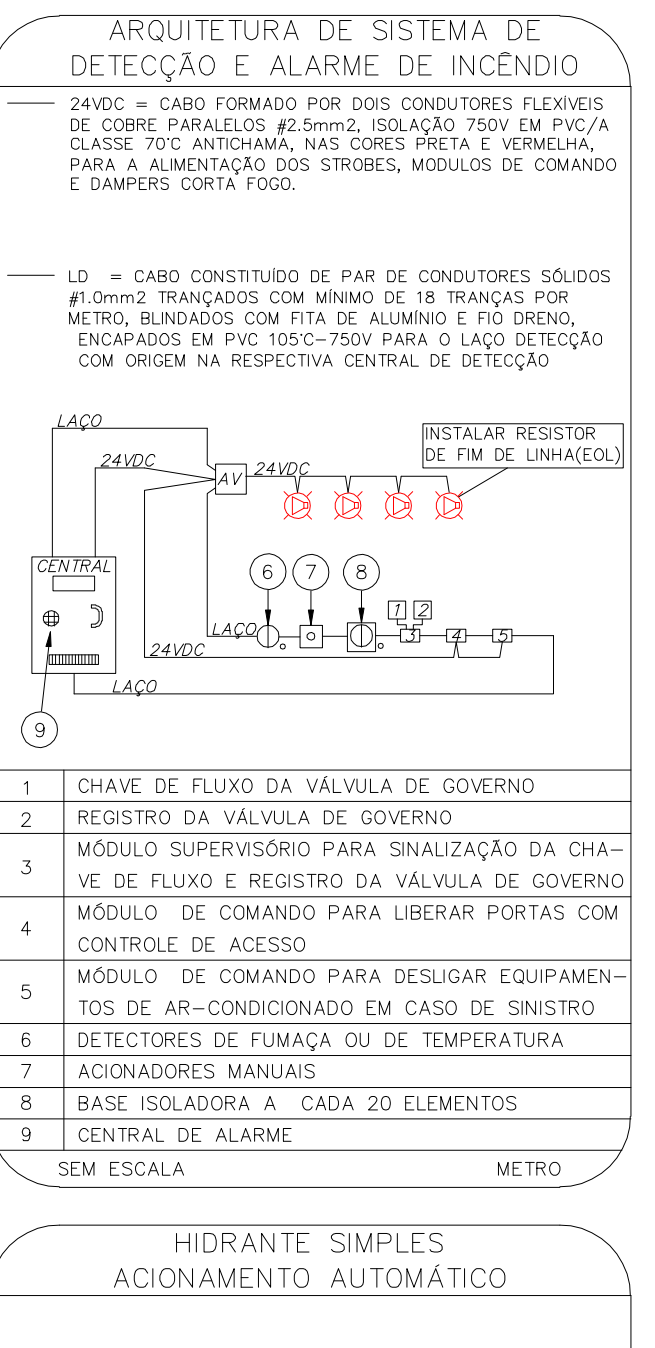 ARQUITETURA DE SISTEMA DE
DETECÇÃO E ALARME DE INCÊNDIO
24VDC = CABO FORMADO POR DOIS CONDUTORES FLEXÍVEIS
DE COBRE PARALELOS #2.5mm2, ISOLAÇÃO 750V EM PVC/A
CLASSE 70°C ANTICHAMA, NAS CORES PRETA E VERMELHA,
PARA A ALIMENTAÇÃO DOS STROBES, MODULOS DE COMANDO
E DAMPERS CORTA FOGO.
LD = CABO CONSTITUÍDO DE PAR DE CONDUTORES SÓLIDOS
#1.0mm2 TRANÇADOS COM MÍNIMO DE 18 TRANÇAS POR
METRO, BLINDADOS COM FITA DE ALUMÍNIO E FIO DRENO,
ENCAPADOS EM PVC 105°C-750V PARA O LAÇO DETECÇÃO
COM ORIGEM NA RESPECTIVA CENTRAL DE DETECÇÃO
LAÇO
INSTALAR RESISTOR
DE FIM DE LINHA(EOL)
24VDC
AV
24VDC
CENTRAL
6
7
8
1
2
LAÇO
3
4
5
24VDC
LAÇO
9
1 CHAVE DE FLUXO DA VÁLVULA DE GOVERNO
2 REGISTRO DA VÁLVULA DE GOVERNO
3 MÓDULO SUPERVISÓRIO PARA SINALIZAÇÃO DA CHA-
VE DE FLUXO E REGISTRO DA VÁLVULA DE GOVERNO
4 MÓDULO DE COMANDO PARA LIBERAR PORTAS COM
CONTROLE DE ACESSO
5 MÓDULO DE COMANDO PARA DESLIGAR EQUIPAMEN-
TOS DE AR-CONDICIONADO EM CASO DE SINISTRO
6 DETECTORES DE FUMAÇA OU DE TEMPERATURA
7 ACIONADORES MANUAIS
8 BASE ISOLADORA A CADA 20 ELEMENTOS
9 CENTRAL DE ALARME
SEM ESCALA METRO
HIDRANTE SIMPLES
ACIONAMENTO AUTOMÁTICO